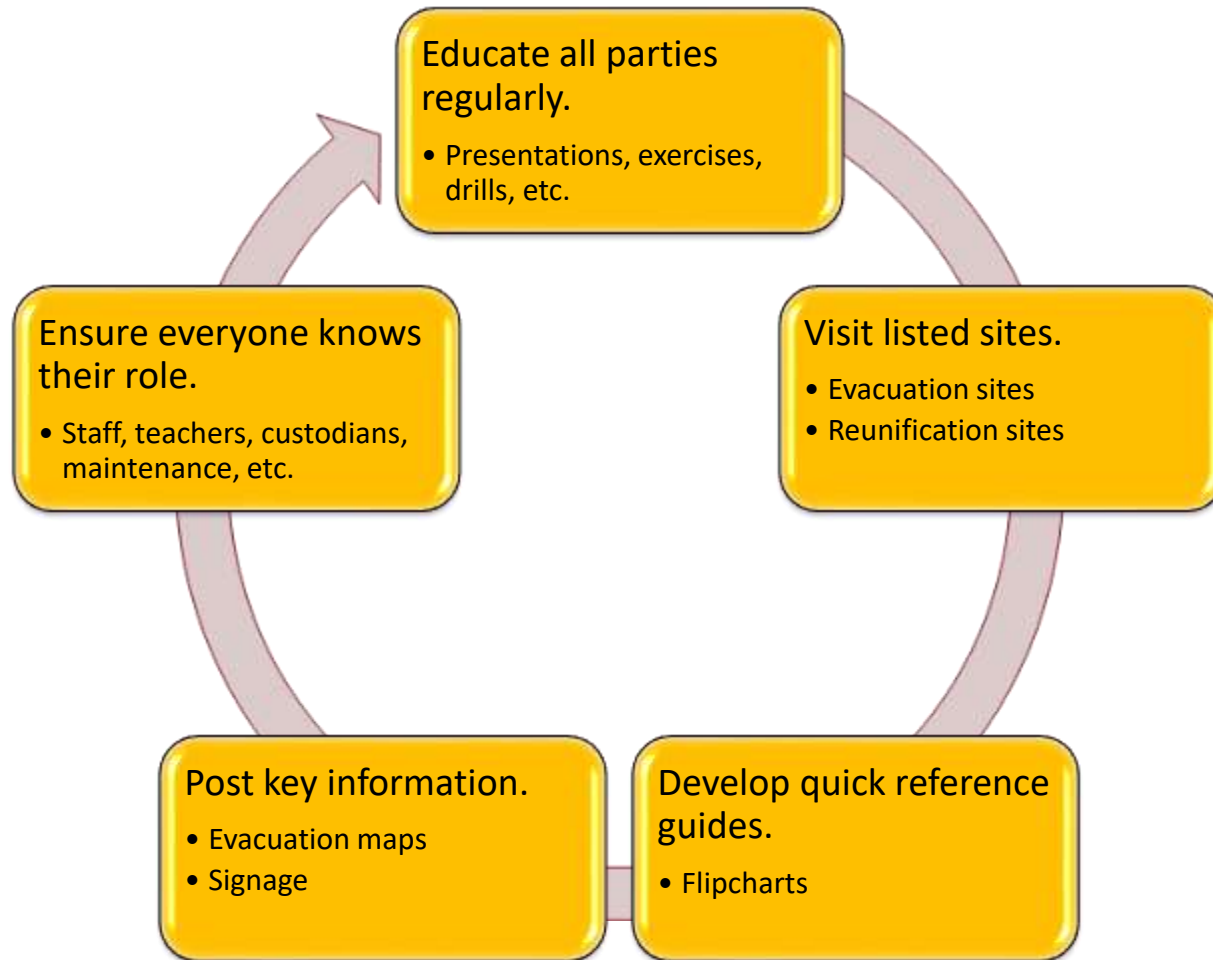 Educate all parties
regularly.
• Presentations, exercises,
drills, etc.
Visit listed sites.
• Evacuation sites
• Reunification sites
Develop quick reference
guides.
• Flipcharts
Post key information.
• Evacuation maps
• Signage
Ensure everyone knows
their role.
• Staff, teachers, custodians,
maintenance, etc.